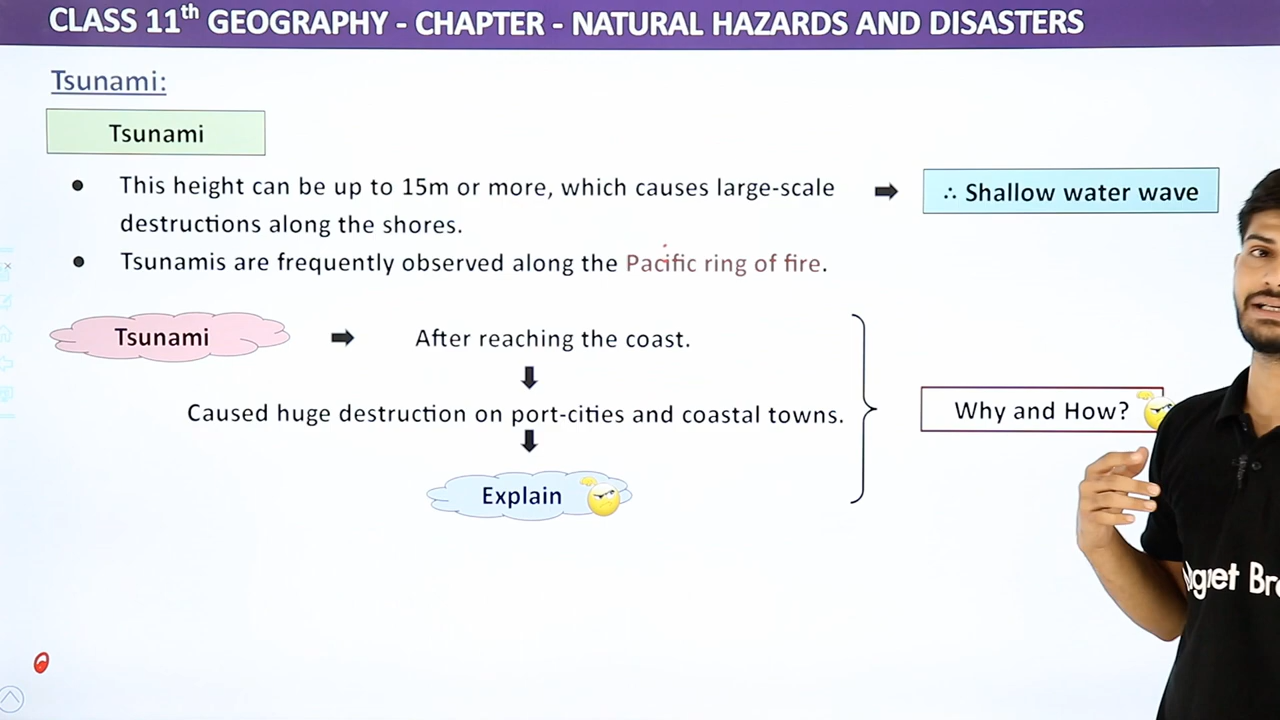 CLASS 11th GEOGRAPHY - CHAPTER - NATURAL HAZARDS AND DISASTERS
Tsunami:
Tsunami
● This height can be up to 15m or more, which causes large-scale
destructions along the shores.
➡ ∴ Shallow water wave
● Tsunamis are frequently observed along the Pacific ring of fire.
Tsunami ➡ After reaching the coast.
Caused huge destruction on port-cities and coastal towns.
Why and How?
Explain